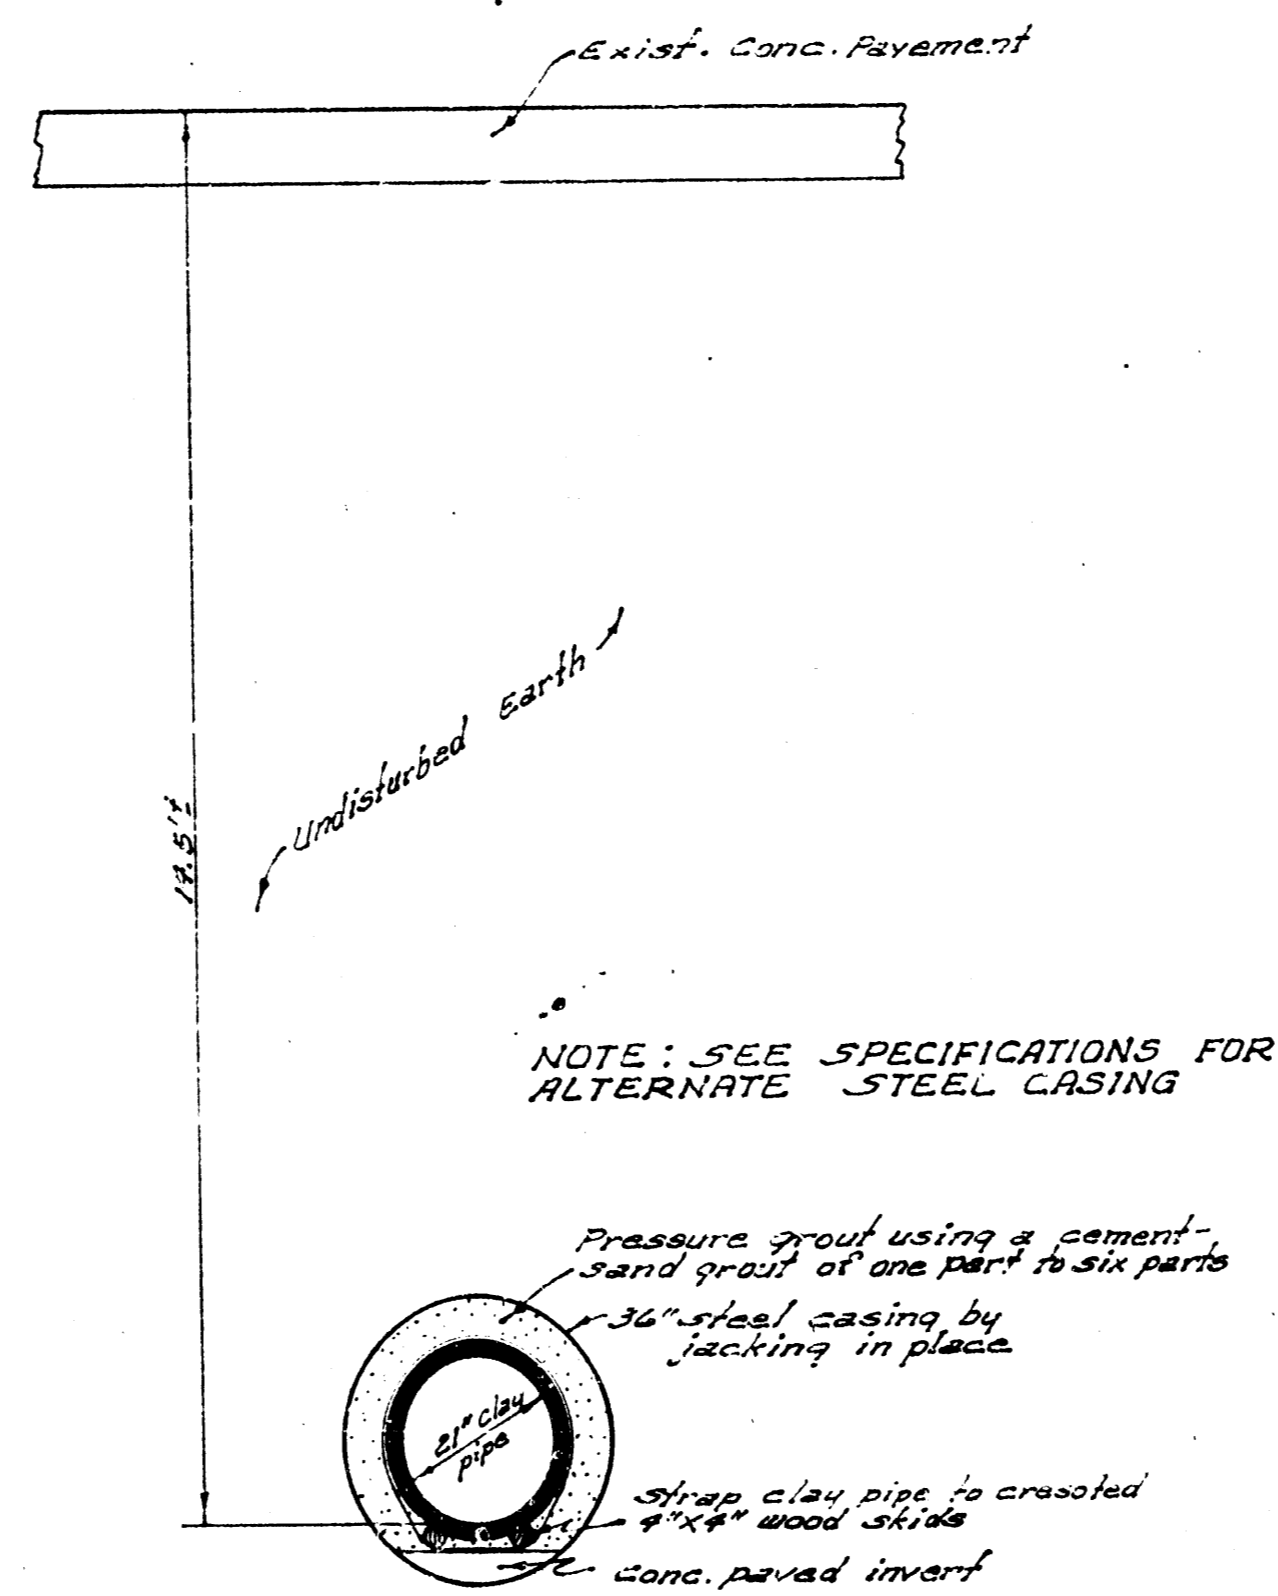 Exist. Conc. Pavement
Undisturbed Earth
NOTE: SEE SPECIFICATIONS FOR
ALTERNATE STEEL CASING
Pressure grout using a cement-
sand grout of one part to six parts
36" steel casing by
jacking in place
21" clay
pipe
strap clay pipe to creosoted
4"x4" wood skids
conc. paved invert